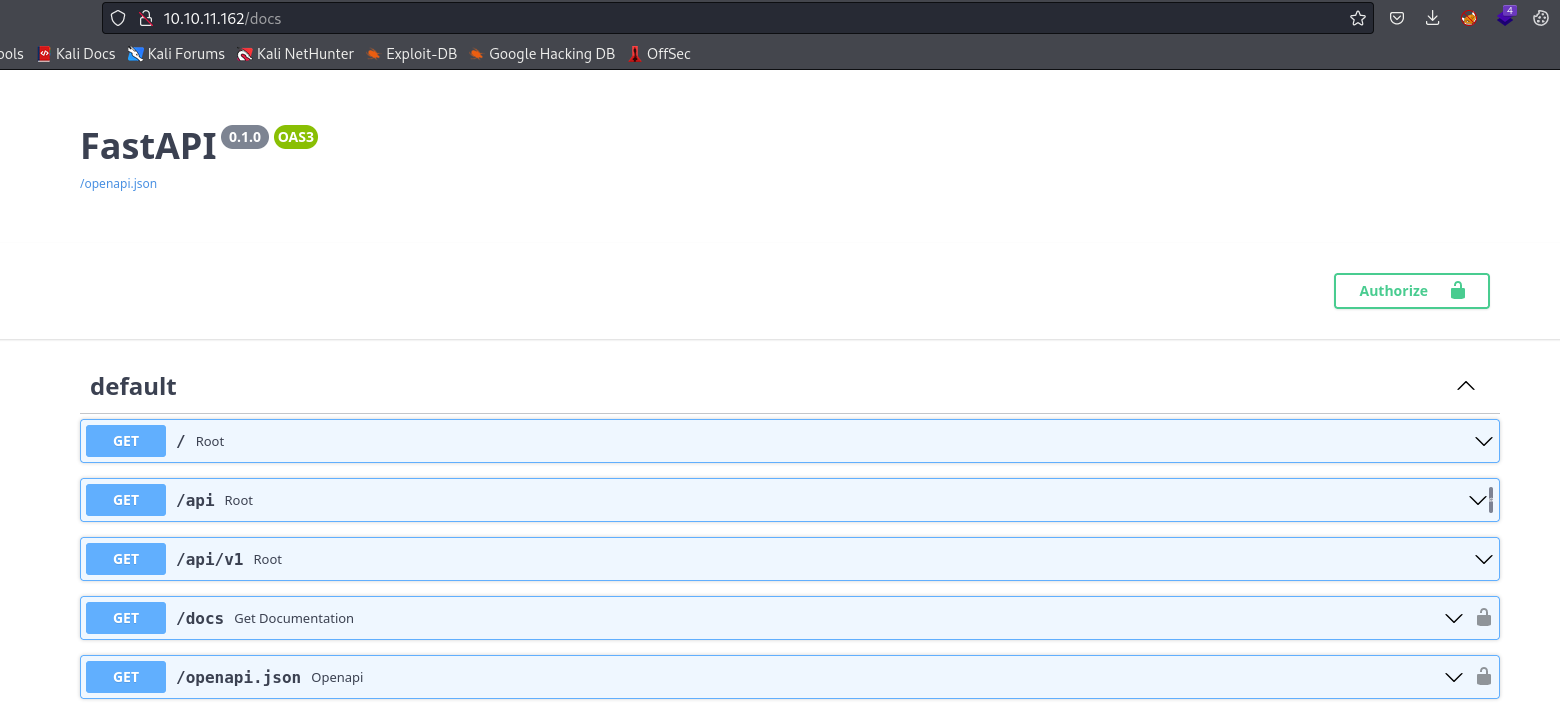 10.10.11.162/docs
4
ools Kali Docs Kali Forums Kali NetHunter Exploit-DB Google Hacking DB OffSec
FastAPI 0.1.0 OAS3
/openapi.json
Authorize
default
GET / Root
GET /api Root
GET /api/v1 Root
GET /docs Get Documentation
GET /openapi.json Openapi